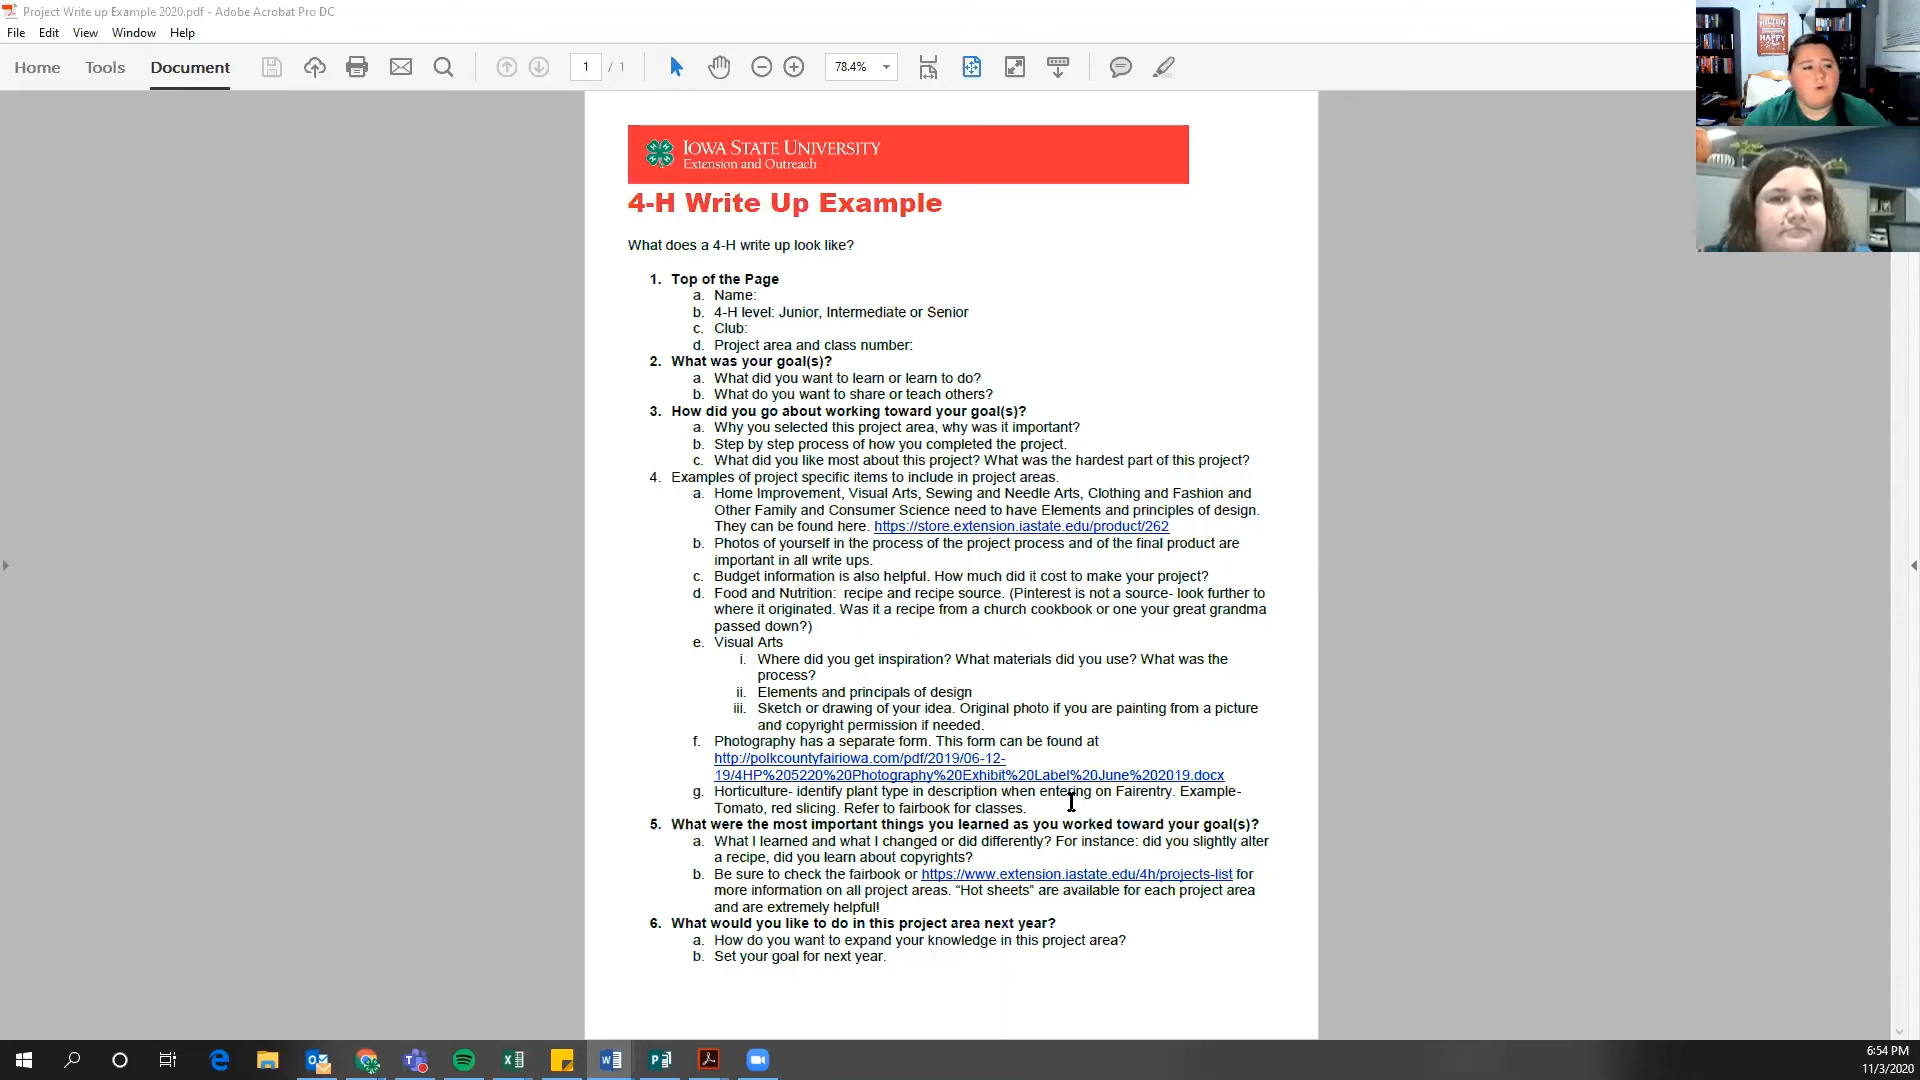 Project Write up Example 2020.pdf - Adobe Acrobat Pro DC
File Edit View Window Help
Home Tools Document 1 / 1 78.4%
IOWA STATE UNIVERSITY
Extension and Outreach
4-H Write Up Example
What does a 4-H write up look like?
1. Top of the Page
a. Name:
b. 4-H level: Junior, Intermediate or Senior
c. Club:
d. Project area and class number:
2. What was your goal(s)?
a. What did you want to learn or learn to do?
b. What do you want to share or teach others?
3. How did you go about working toward your goal(s)?
a. Why you selected this project area, why was it important?
b. Step by step process of how you completed the project.
c. What did you like most about this project? What was the hardest part of this project?
4. Examples of project specific items to include in project areas.
a. Home Improvement, Visual Arts, Sewing and Needle Arts, Clothing and Fashion and
Other Family and Consumer Science need to have Elements and principles of design.
They can be found here. https://store.extension.iastate.edu/product/262
b. Photos of yourself in the process of the project process and of the final product are
important in all write ups.
c. Budget information is also helpful. How much did it cost to make your project?
d. Food and Nutrition: recipe and recipe source. (Pinterest is not a source- look further to
where it originated. Was it a recipe from a church cookbook or one your great grandma
passed down?)
e. Visual Arts
i. Where did you get inspiration? What materials did you use? What was the
process?
ii. Elements and principals of design
iii. Sketch or drawing of your idea. Original photo if you are painting from a picture
and copyright permission if needed.
f. Photography has a separate form. This form can be found at
http://polkcountyfairiowa.com/pdf/2019/06-12-
19/4HP%205220%20Photography%20Exhibit%20Label%20June%202019.docx
g. Horticulture- identify plant type in description when entering on Fairentry. Example-
Tomato, red slicing. Refer to fairbook for classes.
5. What were the most important things you learned as you worked toward your goal(s)?
a. What I learned and what I changed or did differently? For instance: did you slightly alter
a recipe, did you learn about copyrights?
b. Be sure to check the fairbook or https://www.extension.iastate.edu/4h/projects-list for
more information on all project areas. “Hot sheets” are available for each project area
and are extremely helpful!
6. What would you like to do in this project area next year?
a. How do you want to expand your knowledge in this project area?
b. Set your goal for next year.
6:54 PM
11/3/2020